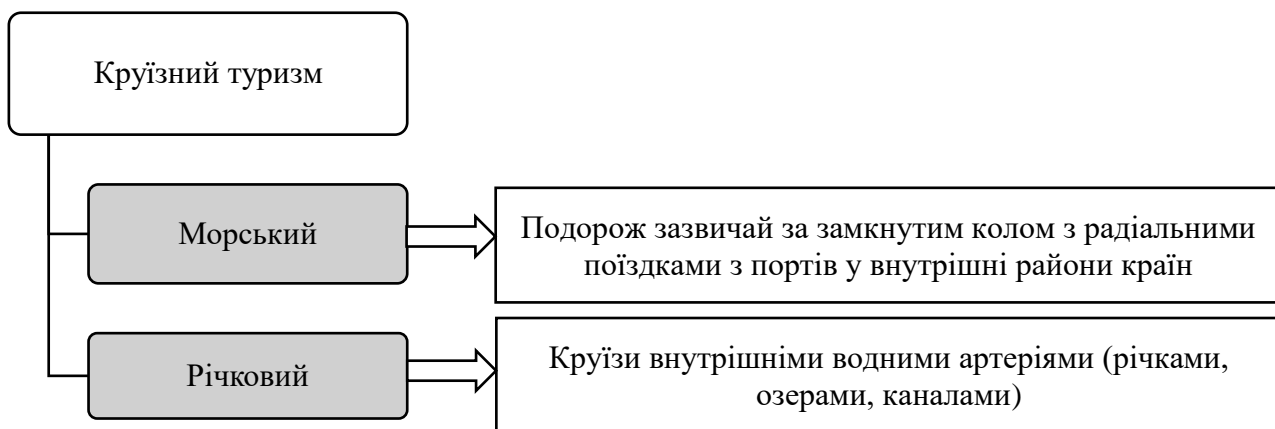 Круїзний туризм
Морський
Подорож зазвичай за замкнутим колом з радіальними
поїздками з портів у внутрішні райони країн
Річковий
Круїзи внутрішніми водними артеріями (річками,
озерами, каналами)